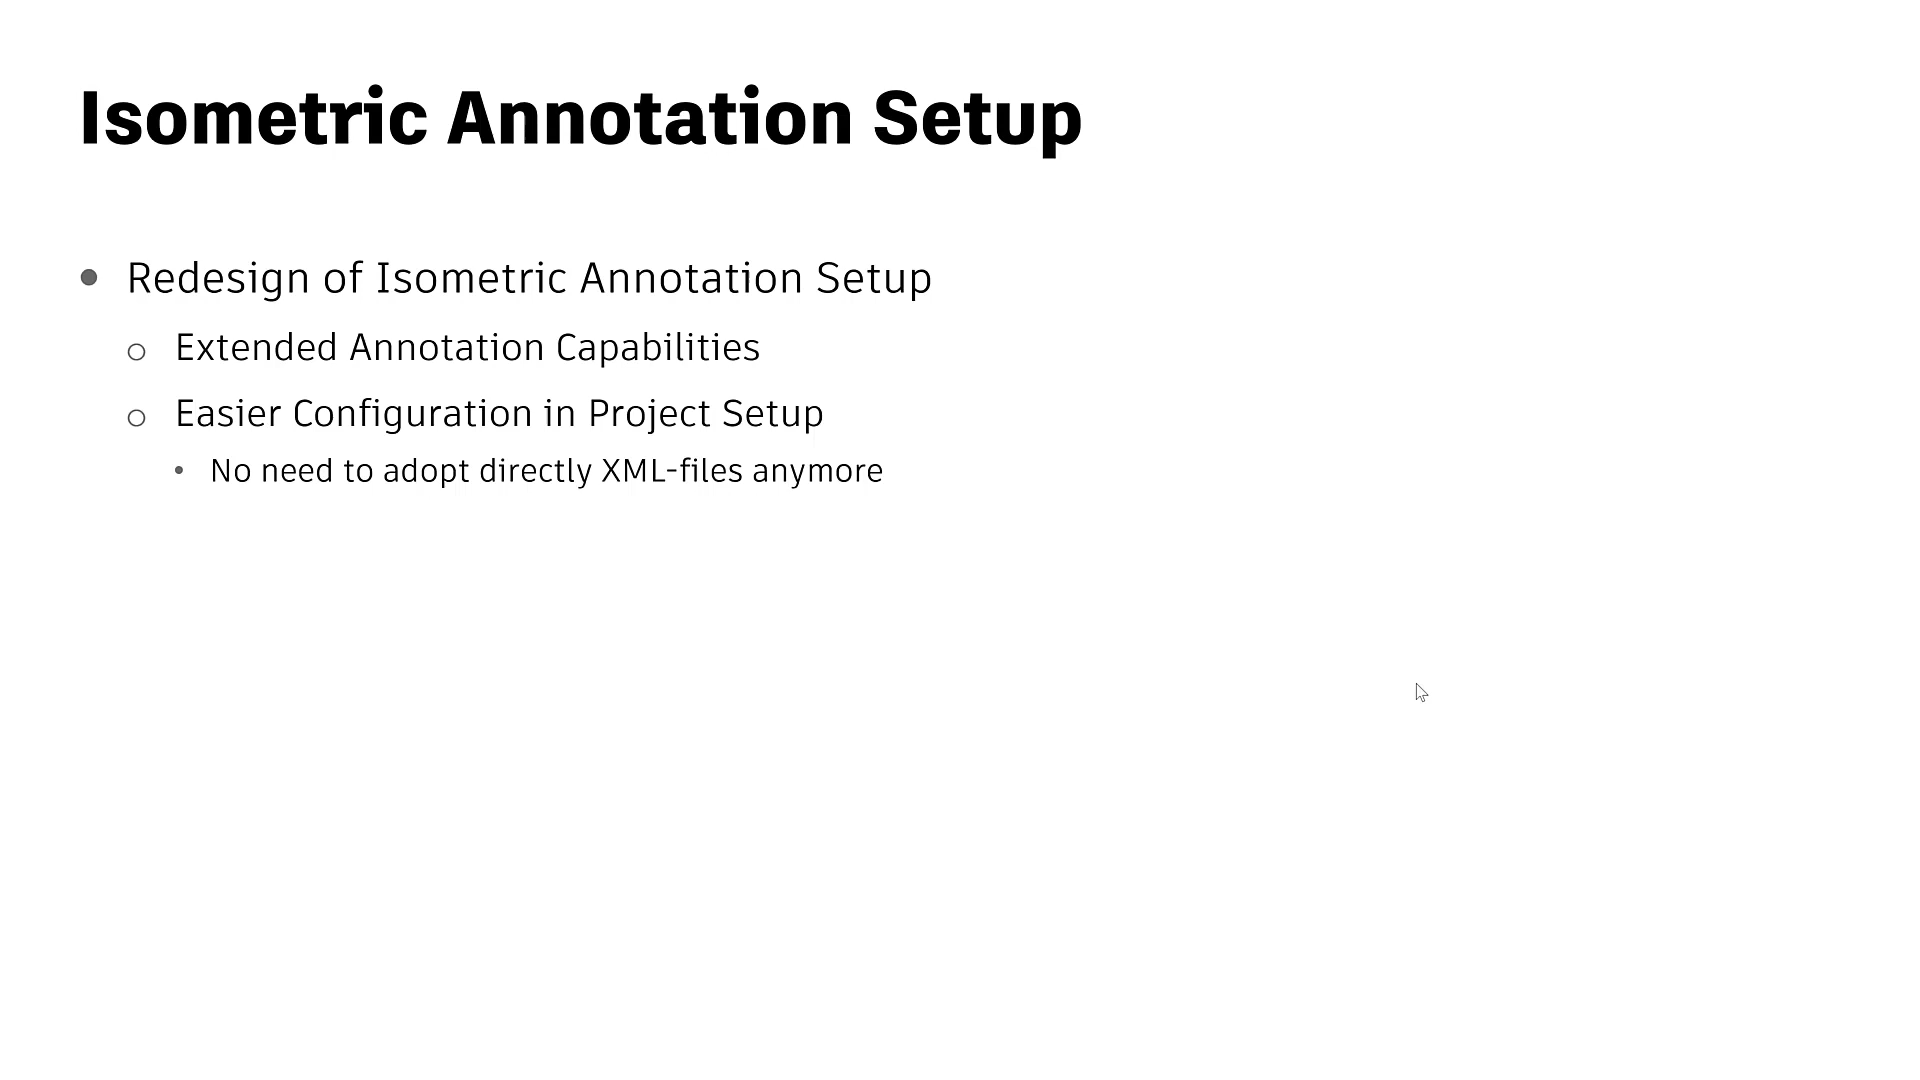 Isometric Annotation Setup
Redesign of Isometric Annotation Setup
Extended Annotation Capabilities
Easier Configuration in Project Setup
No need to adopt directly XML-files anymore